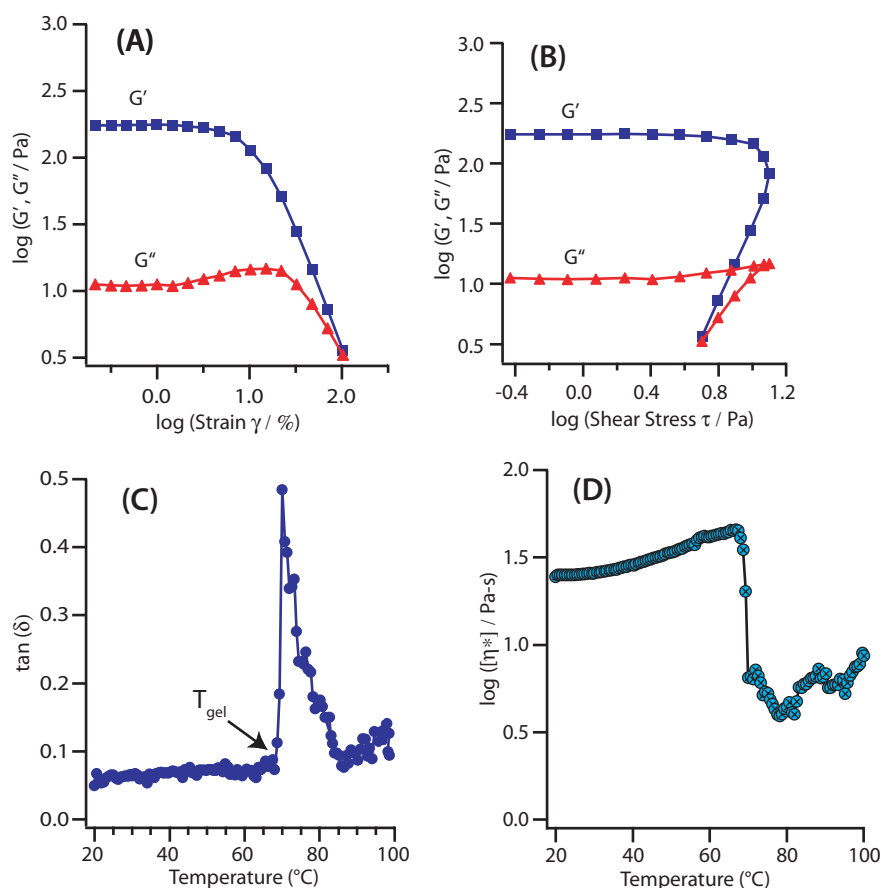 (A)
G’
G“
log (G’, G” / Pa)
3.0
2.5
2.0
1.5
1.0
0.5
0.0
1.0
2.0
log (Strain γ / %)
(B)
G’
G“
log (G’, G” / Pa)
3.0
2.5
2.0
1.5
1.0
0.5
-0.4
0.0
0.4
0.8
1.2
log (Shear Stress τ / Pa)
(C)
T gel
tan (δ)
0.5
0.4
0.3
0.2
0.1
0.0
20
40
60
80
100
Temperature (°C)
(D)
log ([η*] / Pa-s)
2.0
1.5
1.0
0.5
0.0
20
40
60
80
100
Temperature (°C)